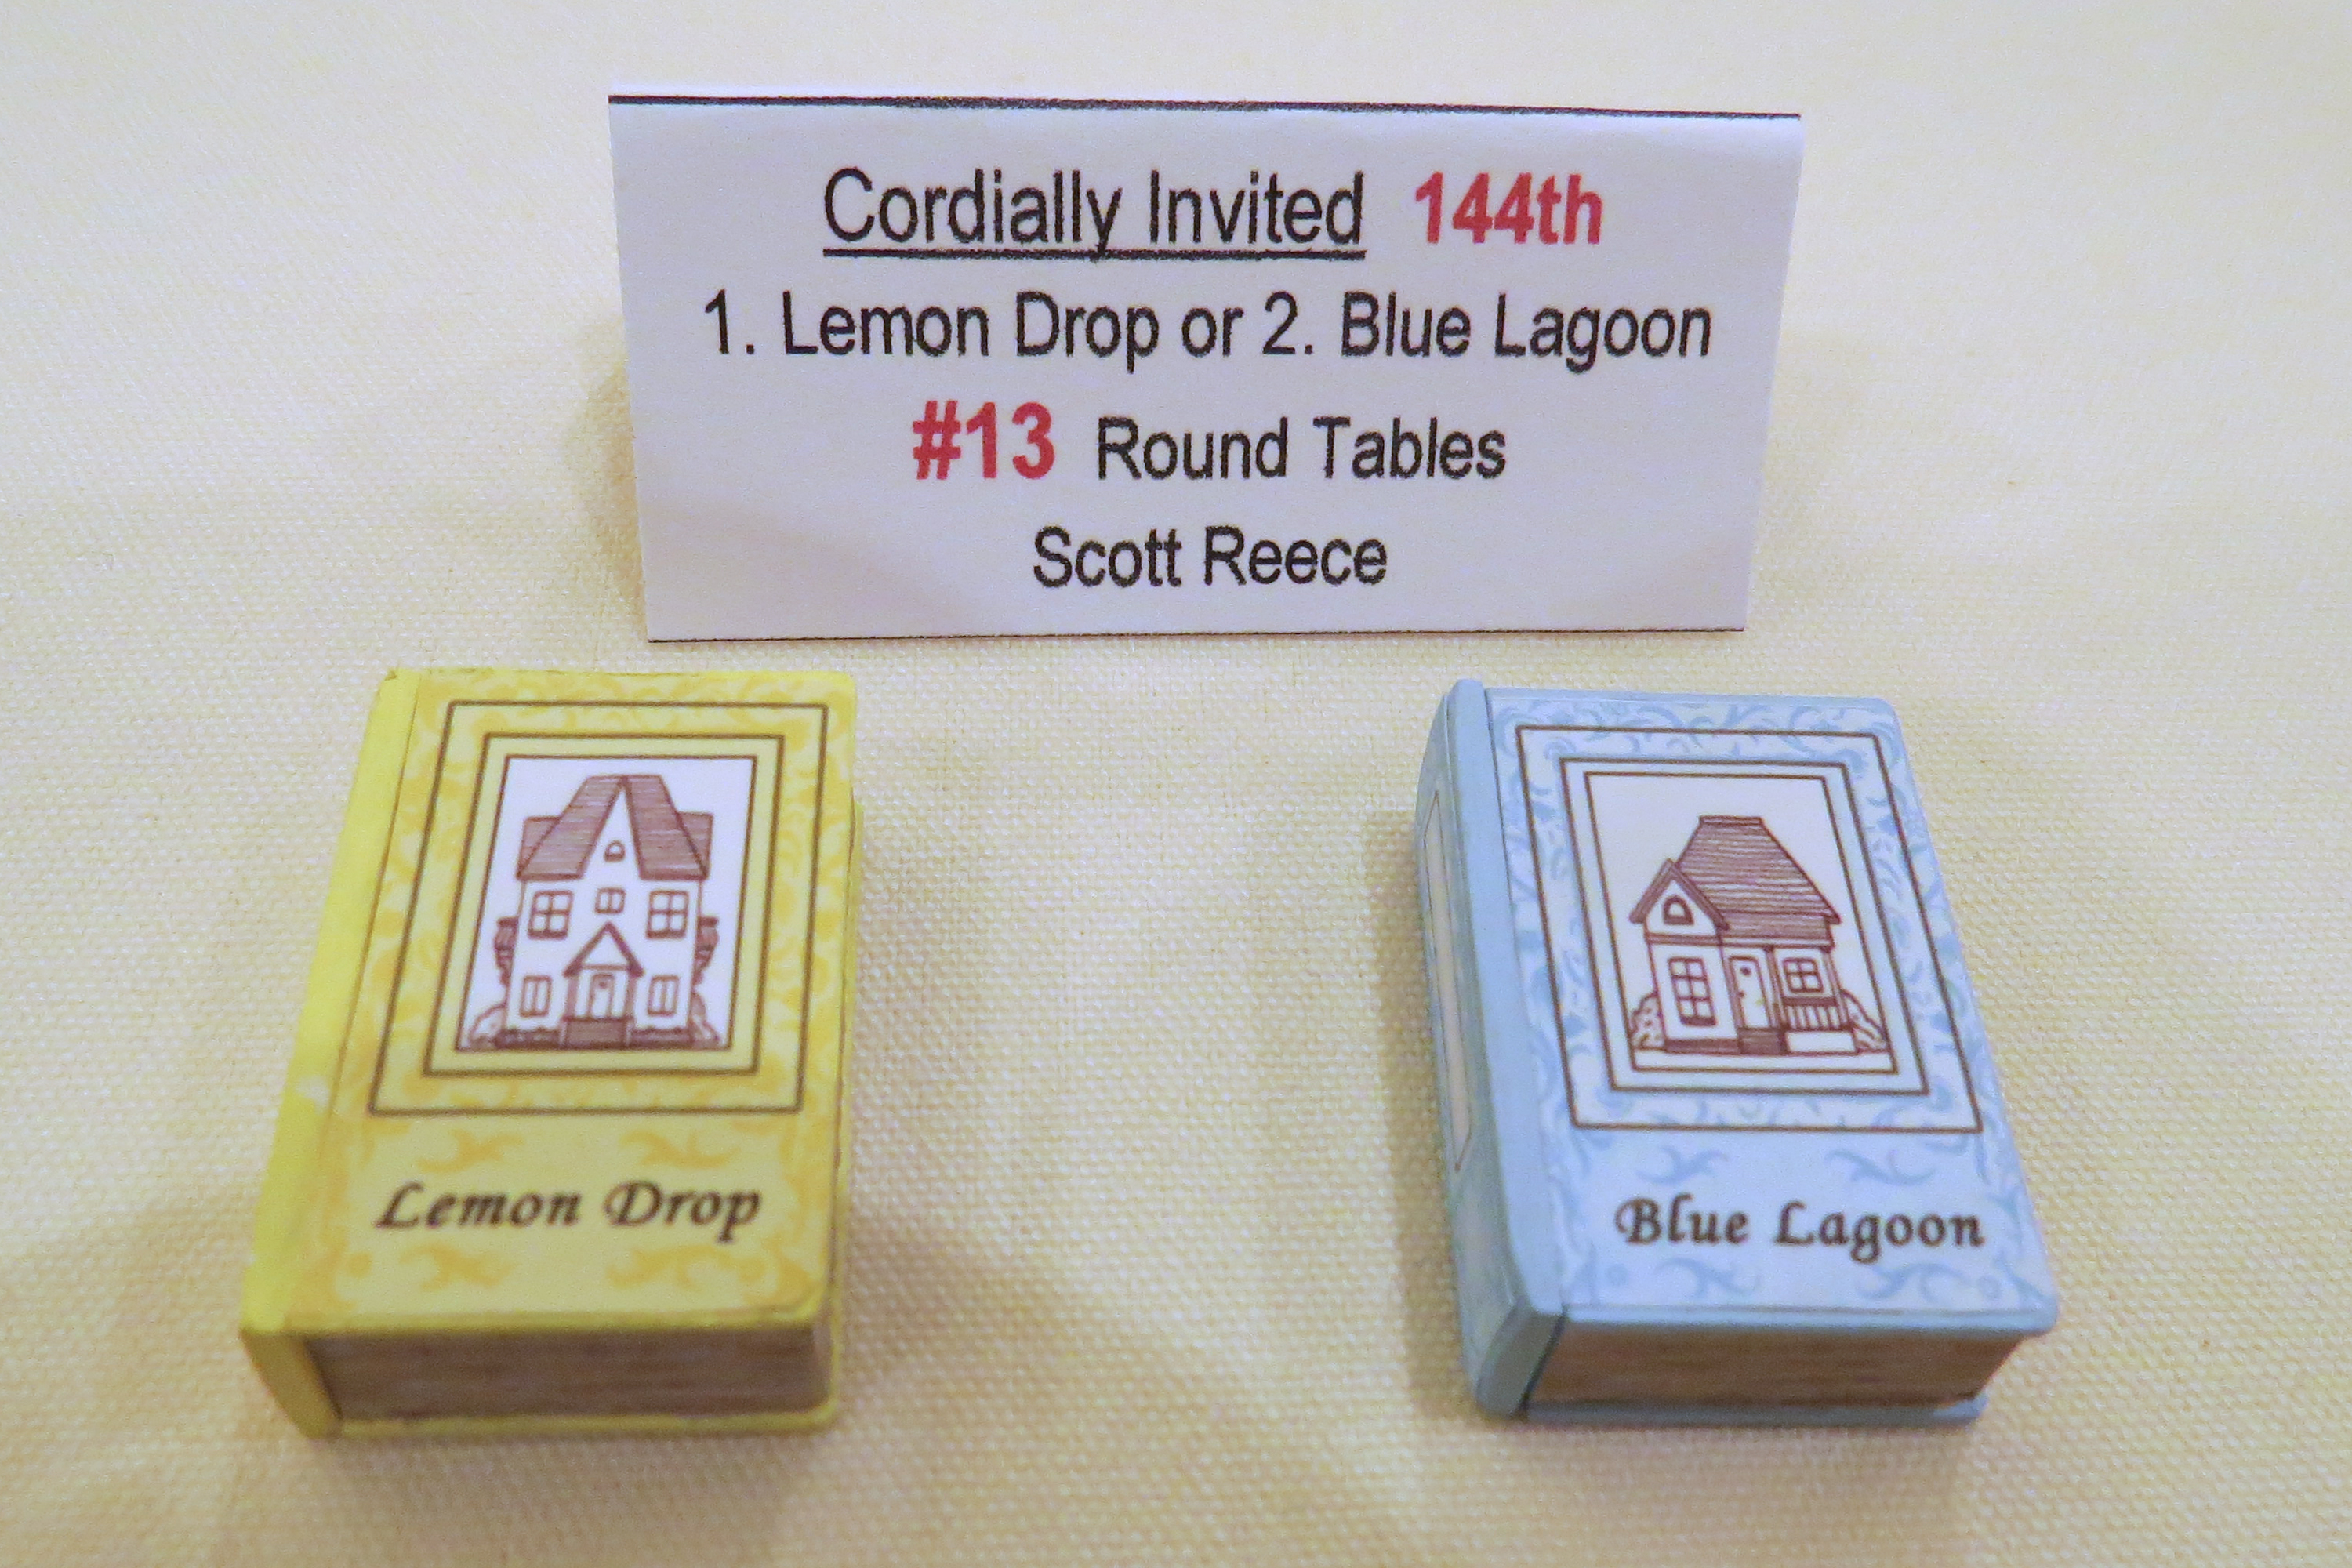 Cordially Invited 144th
1. Lemon Drop or 2. Blue Lagoon
#13 Round Tables
Scott Reece
Lemon Drop
Blue Lagoon